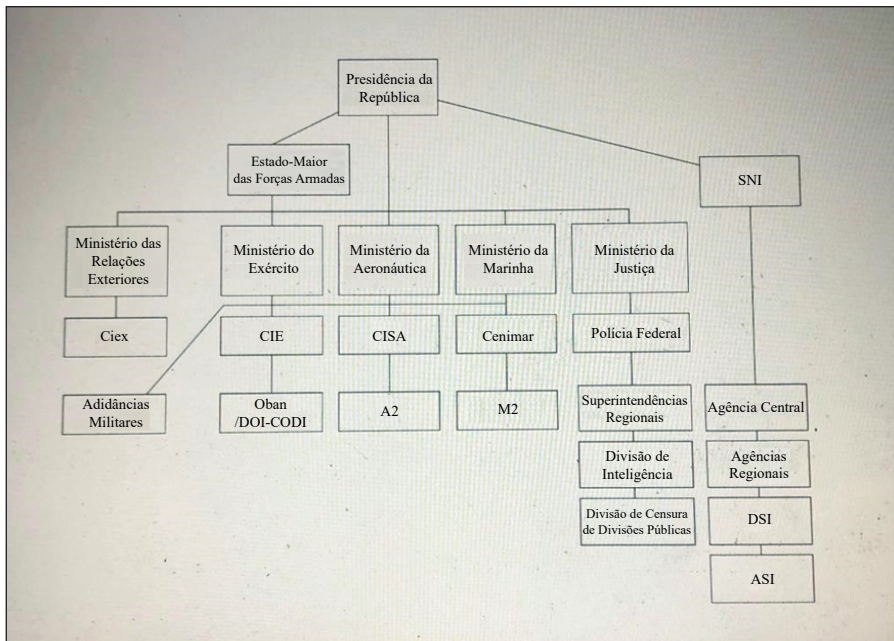 Presidência da
República
Estado-Maior
das Forças Armadas
SNI
Ministério das
Relações
Exteriores
Ministério do
Exército
Ministério da
Aeronáutica
Ministério da
Marinha
Ministério da
Justiça
Ciex
CIE
CISA
Cenimar
Polícia Federal
Adidâncias
Militares
Oban
/DOI-CODI
A2
M2
Superintendências
Regionais
Agência Central
Divisão de
Inteligência
Agências
Regionais
Divisão de Censura
de Divisões Públicas
DSI
ASI